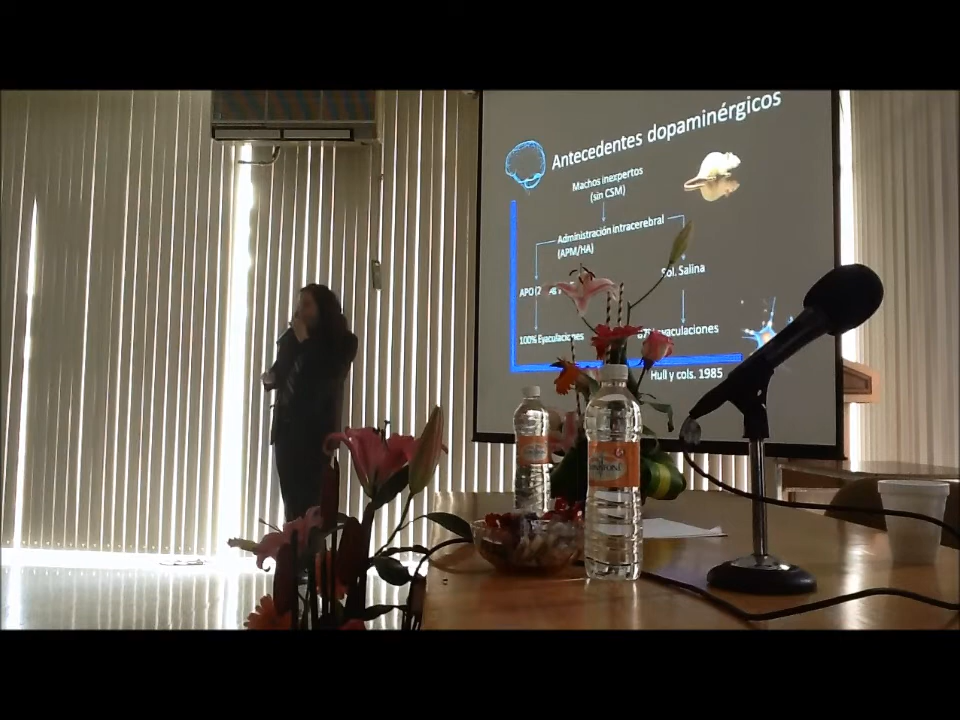 Antecedentes dopaminérgicos
Machos inexpertos
(sin CSM)
Administración intracerebral
(APM/HA)
APO
Sol. Salina
100% Eyaculaciones
eyaculaciones
Hull y cols. 1985